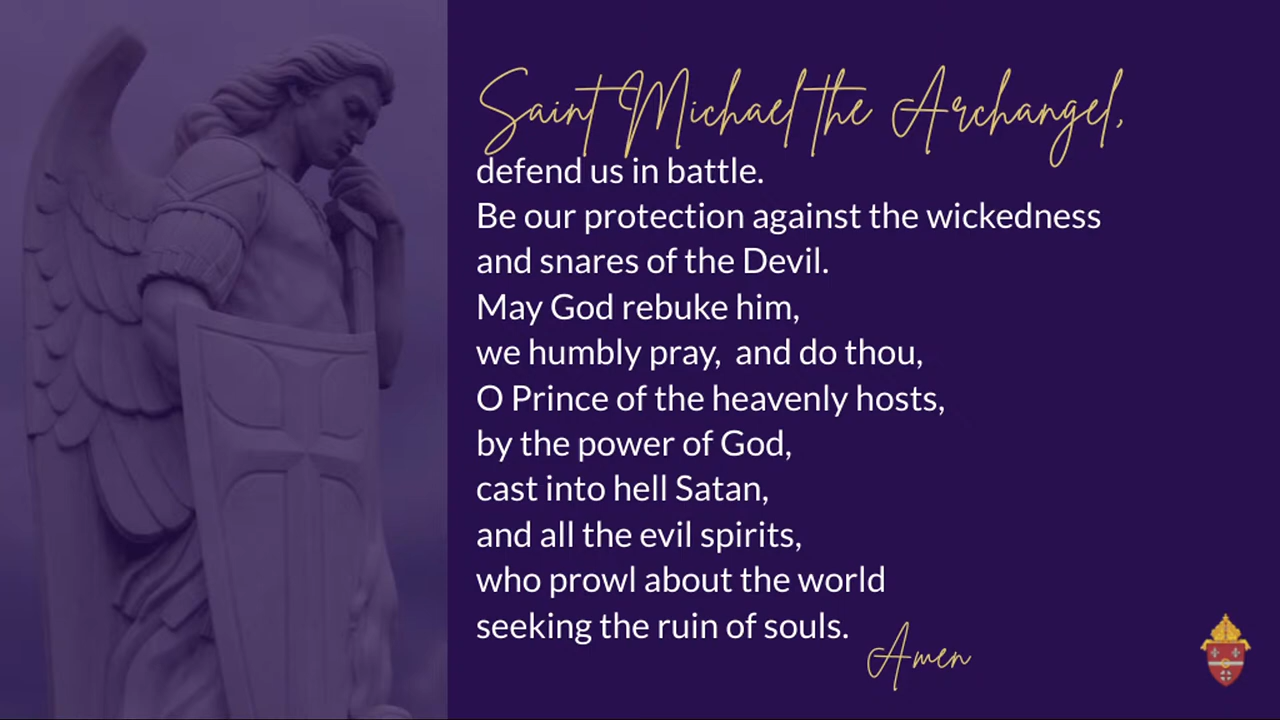 Saint Michael the Archangel,
defend us in battle.
Be our protection against the wickedness
and snares of the Devil.
May God rebuke him,
we humbly pray,  and do thou,
O Prince of the heavenly hosts,
by the power of God,
cast into hell Satan,
and all the evil spirits,
who prowl about the world
seeking the ruin of souls.
Amen